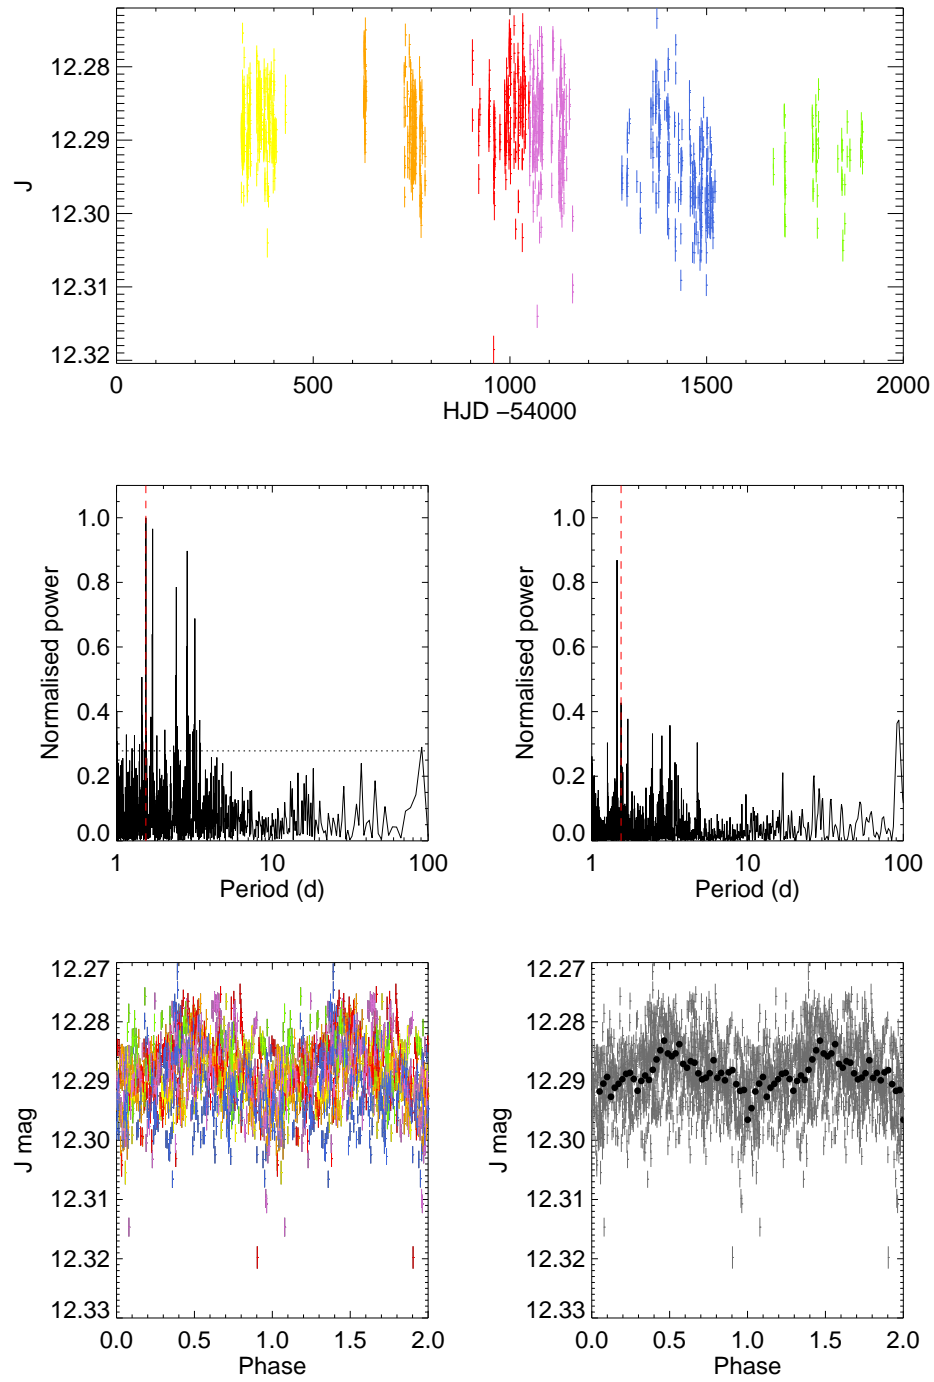 12.28
12.29
12.30
12.31
12.32
J
0 500 1000 1500 2000
HJD −54000
1.0
0.8
0.6
0.4
0.2
0.0
Normalised power
1 10 100
Period (d)
1.0
0.8
0.6
0.4
0.2
0.0
Normalised power
1 10 100
Period (d)
12.27
12.28
12.29
12.30
12.31
12.32
12.33
J mag
0.0 0.5 1.0 1.5 2.0
Phase
12.27
12.28
12.29
12.30
12.31
12.32
12.33
J mag
0.0 0.5 1.0 1.5 2.0
Phase